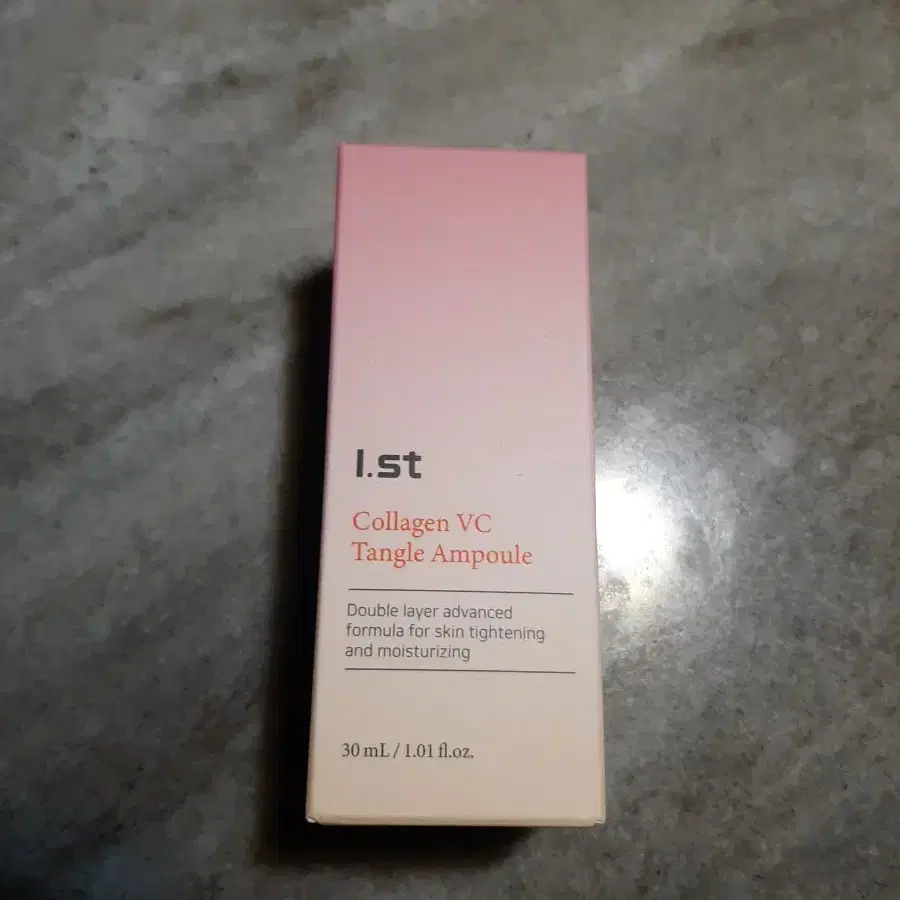 I.st
Collagen VC
Tangle Ampoule
Double layer advanced
formula for skin tightening
and moisturizing
30 mL / 1.01 fl.oz.